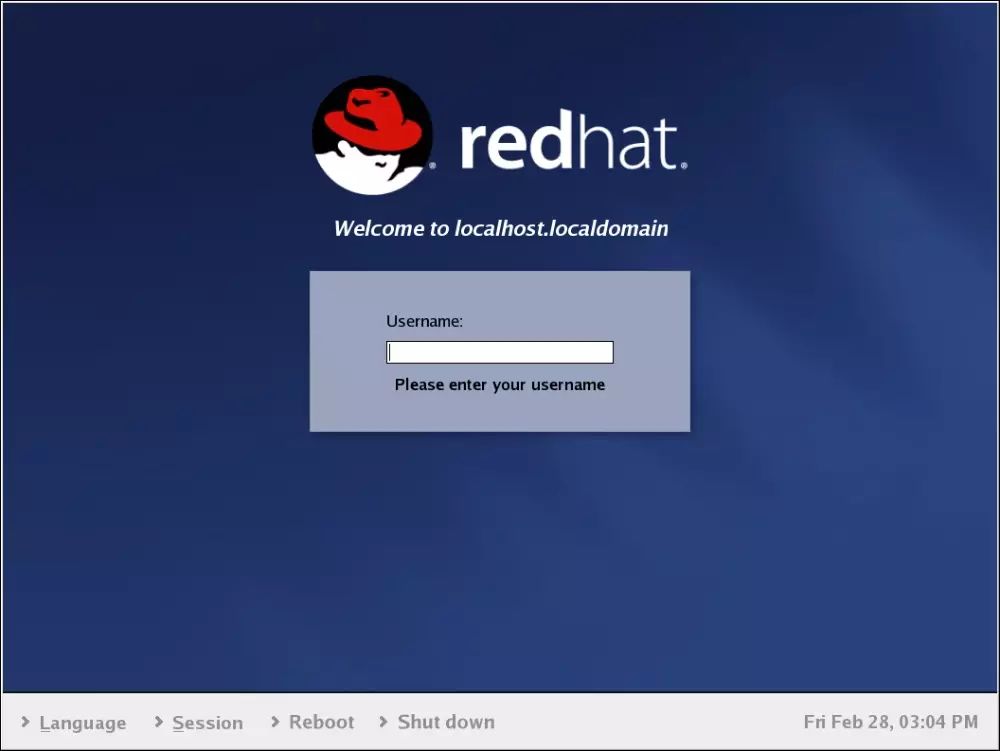 redhat®
Welcome to localhost.localdomain
Username:
Please enter your username
Language Session Reboot Shut down Fri Feb 28, 03:04 PM